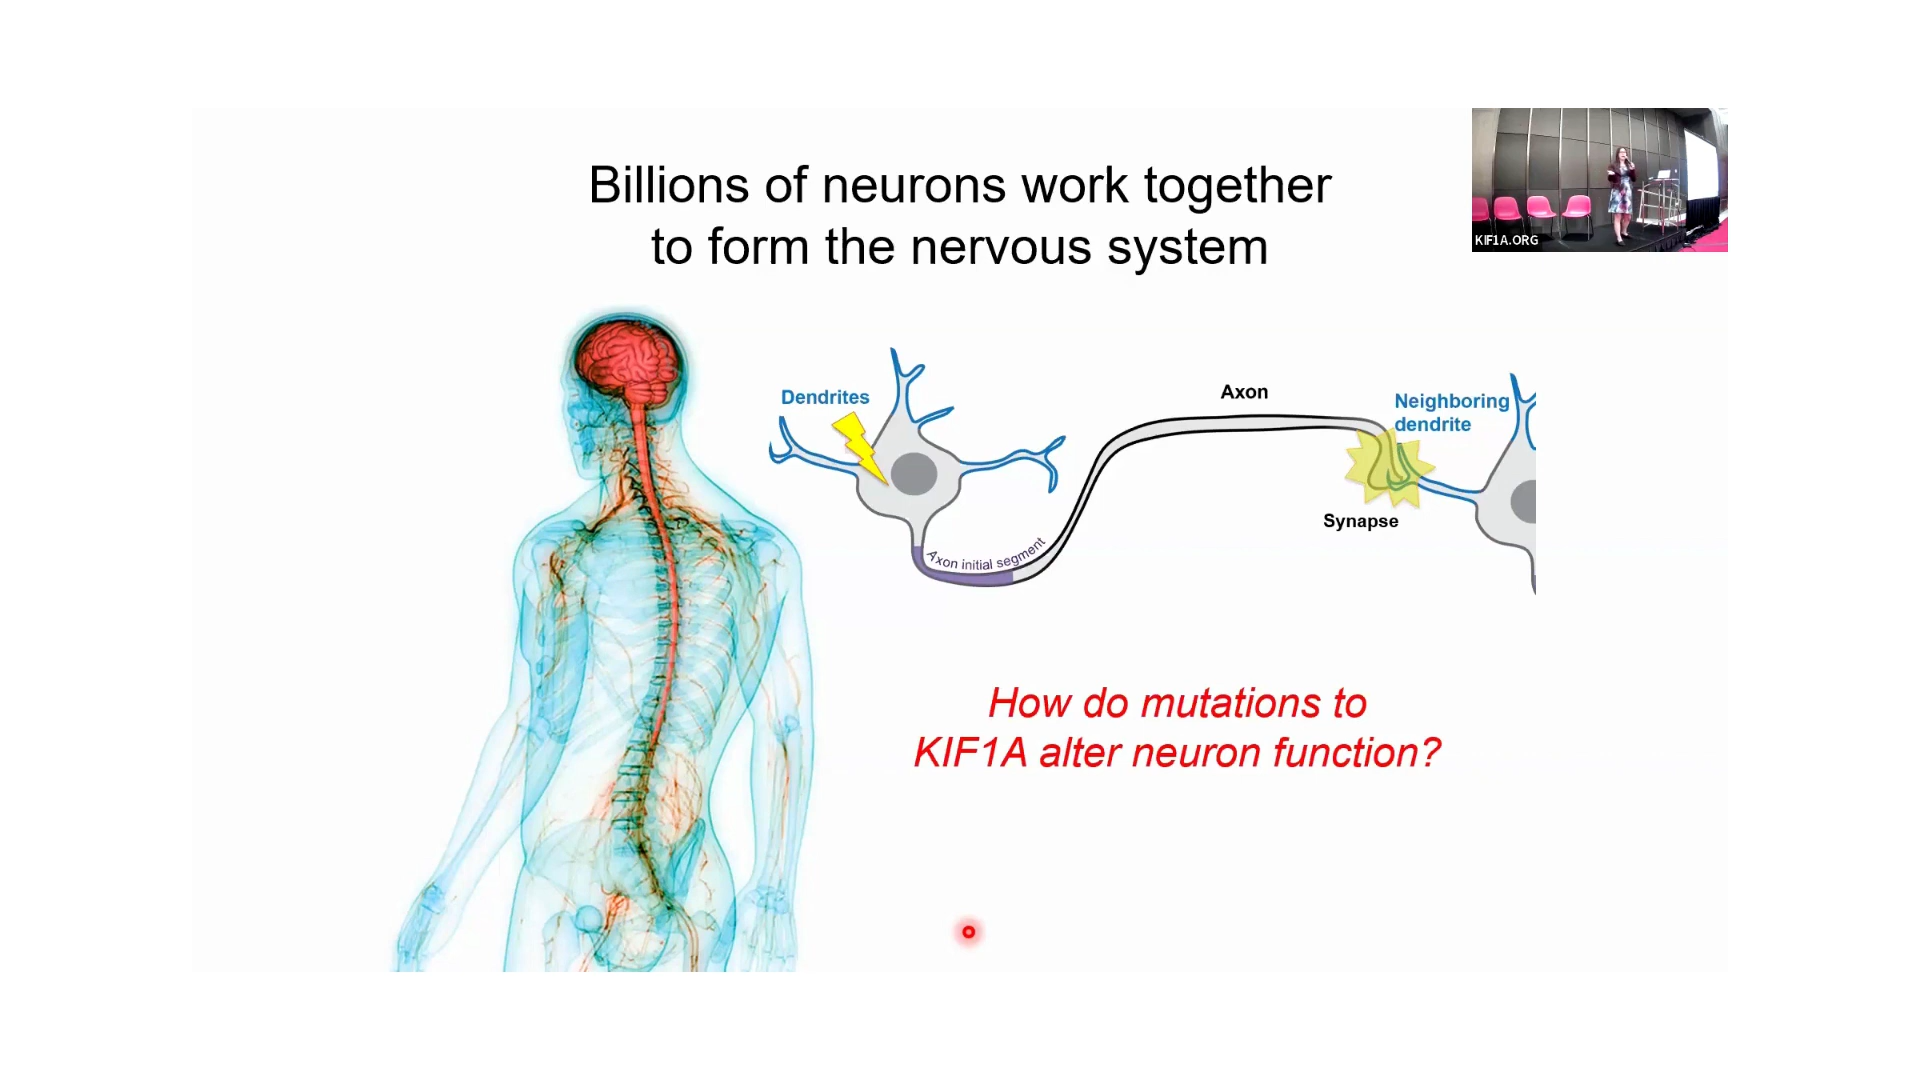 Billions of neurons work together
to form the nervous system
KIF1A.ORG
Dendrites
Axon
Neighboring
dendrite
Synapse
Axon initial segment
How do mutations to
KIF1A alter neuron function?